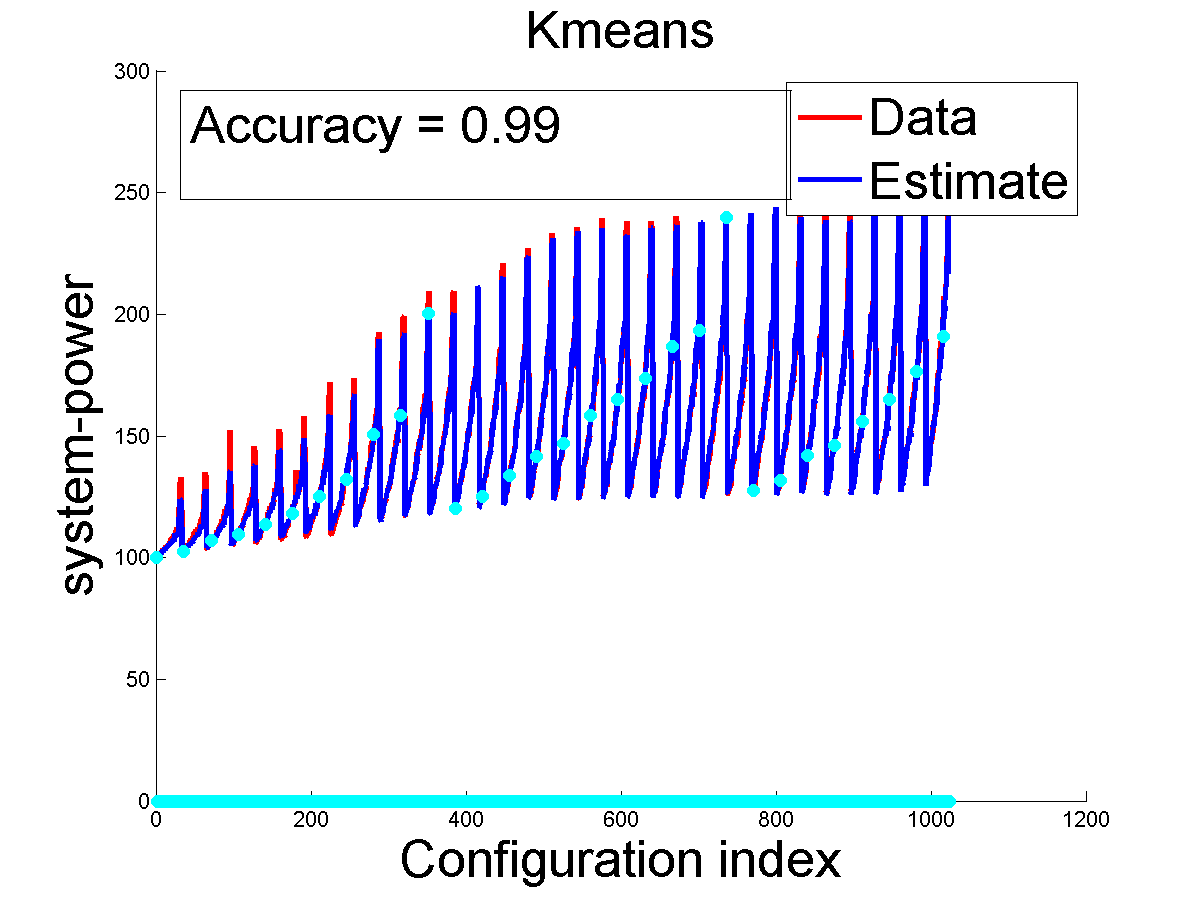 Kmeans
300
Accuracy = 0.99
Data
Estimate
250
200
150
100
50
0
system-power
0 200 400 600 800 1000 1200
Configuration index